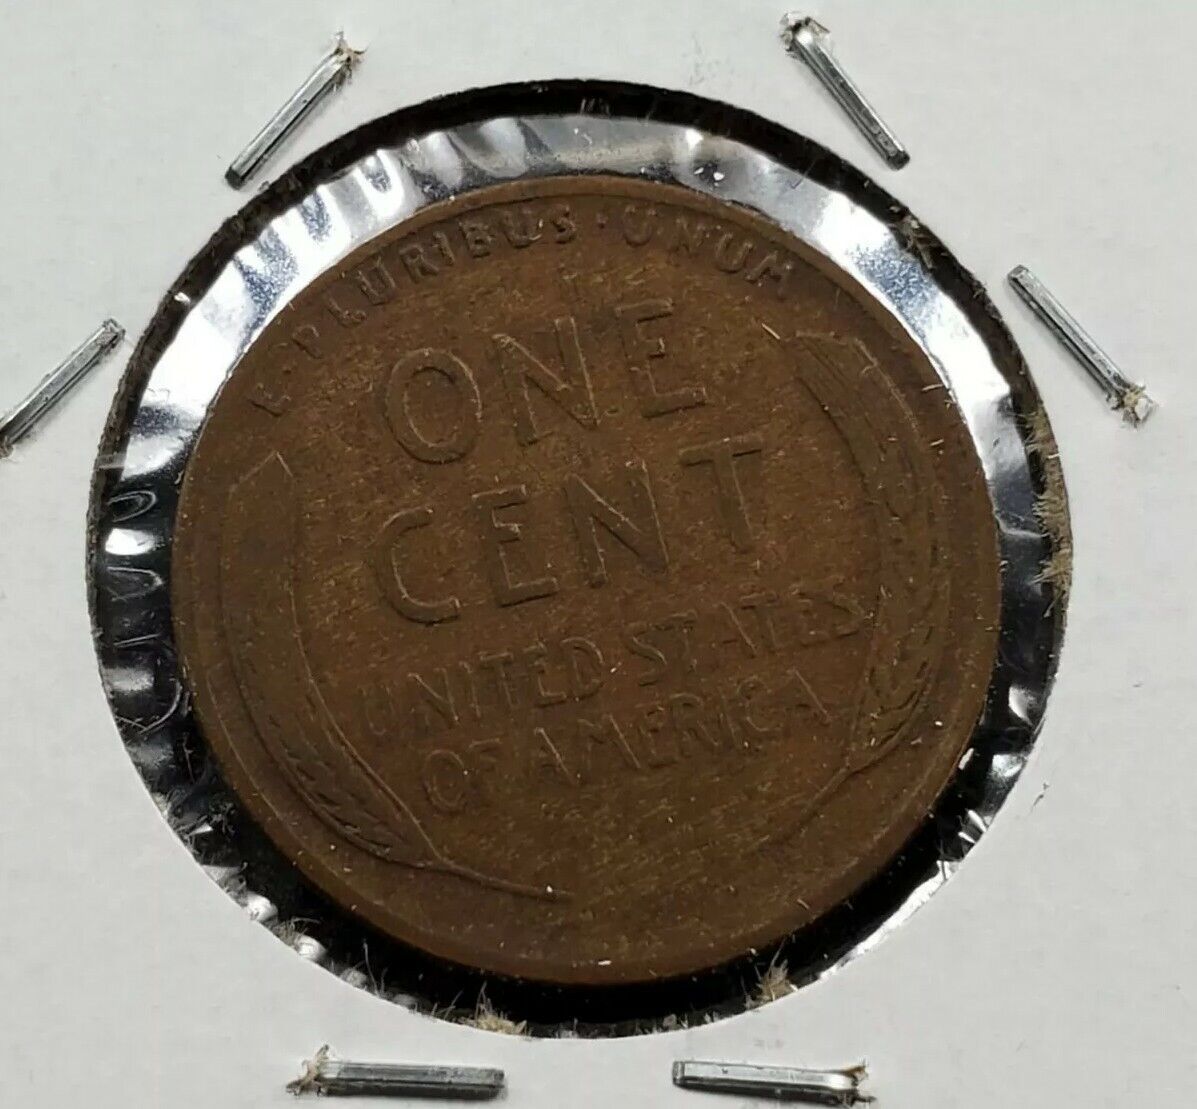 E·PLURIBUS·UNUM
ONE
CENT
UNITED STATES
OF AMERICA